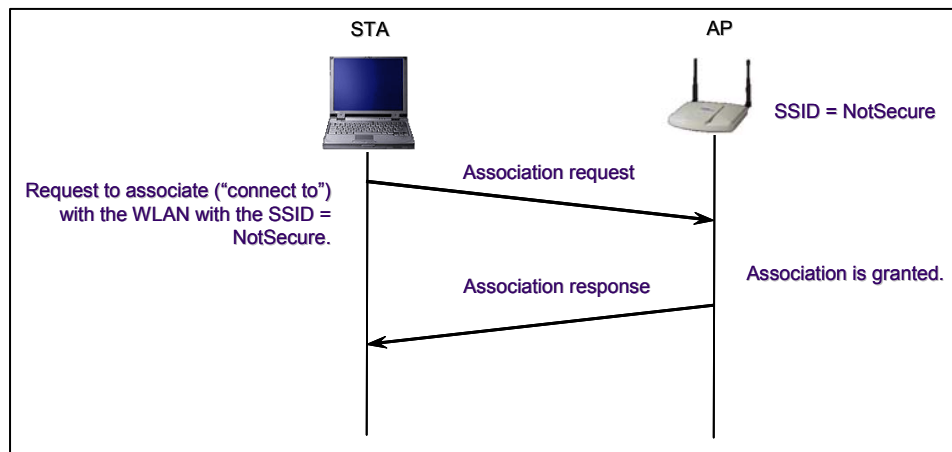 STA
AP
SSID = NotSecure
Association request
Request to associate (“connect to”)
with the WLAN with the SSID =
NotSecure.
Association is granted.
Association response